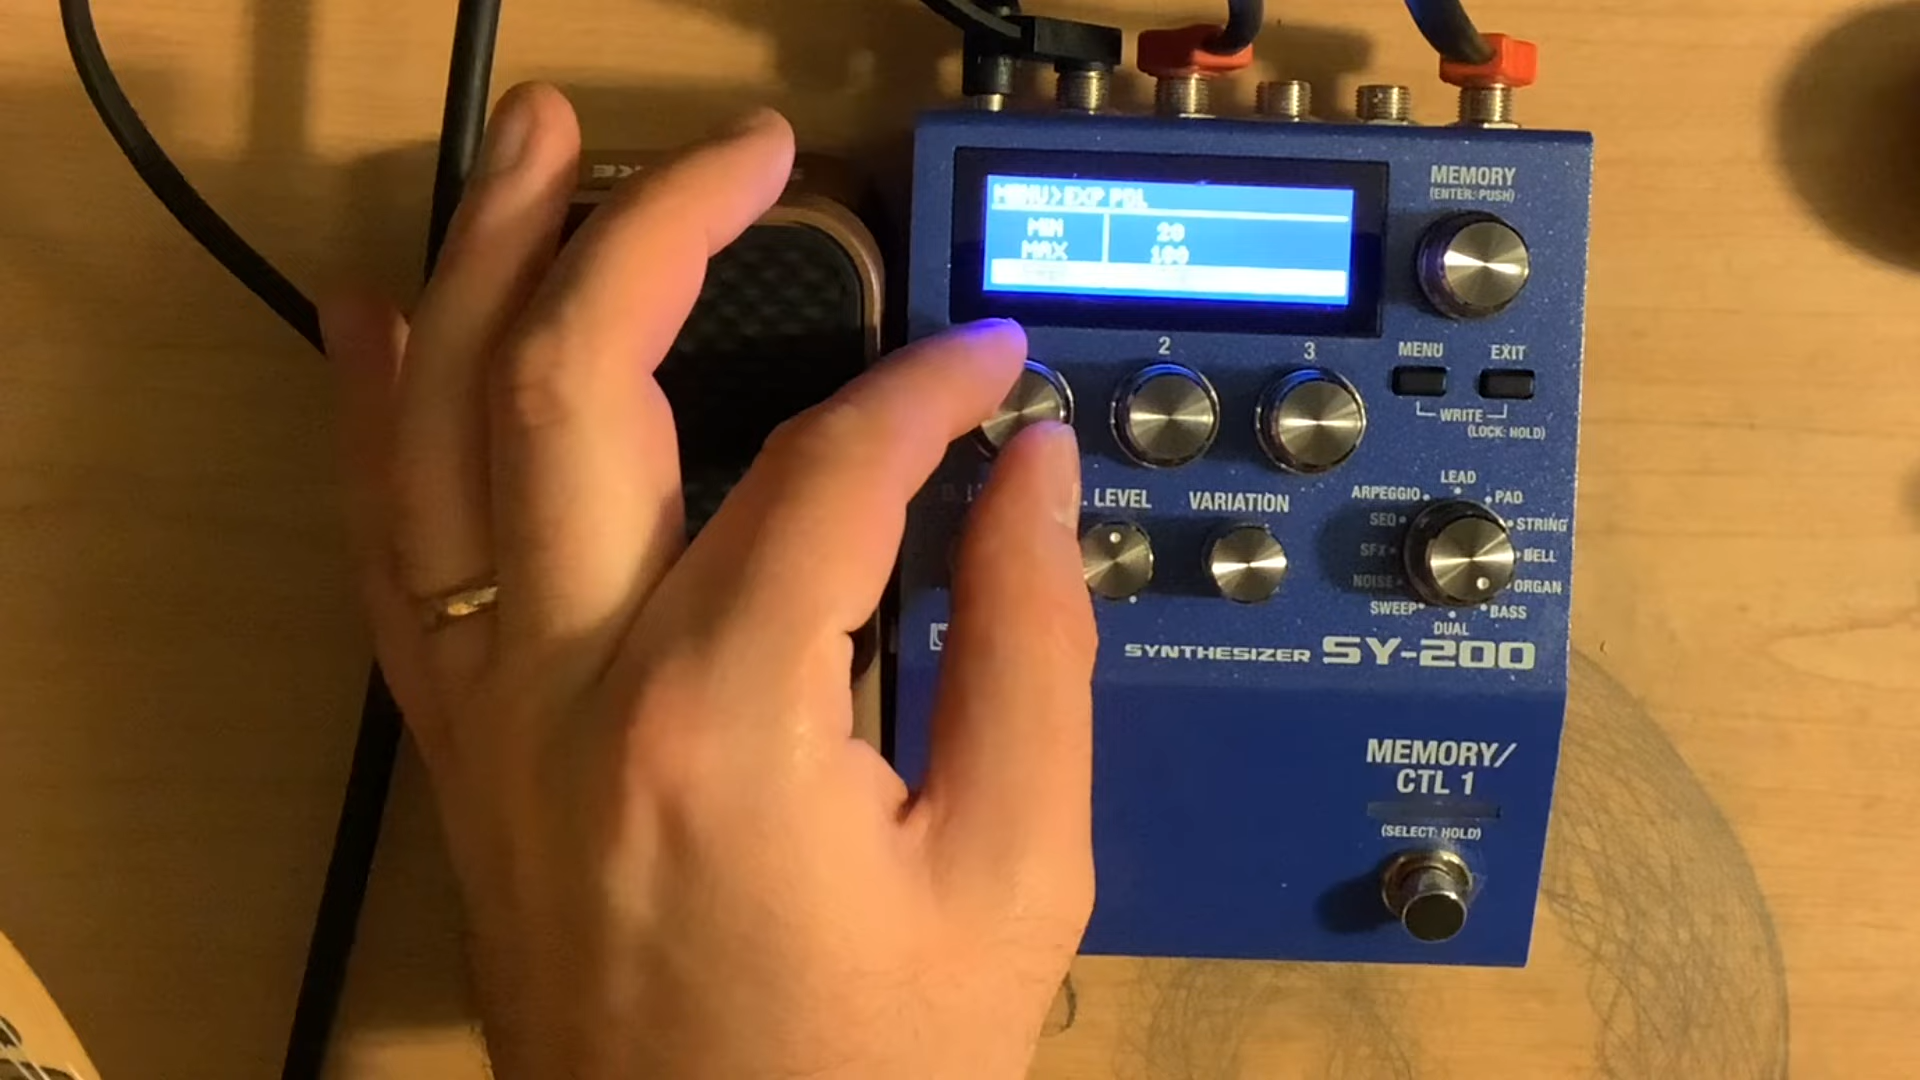 MENU>EXP POL
MIN 20
MAX 100
MEMORY
(ENTER: PUSH)
2
3
MENU
EXIT
WRITE
(LOCK: HOLD)
LEVEL
VARIATION
LEAD
ARPEGGIO
PAD
SEQ
STRING
SFX
BELL
NOISE
ORGAN
SWEEP
BASS
DUAL
SYNTHESIZER SY-200
MEMORY/
CTL 1
(SELECT: HOLD)